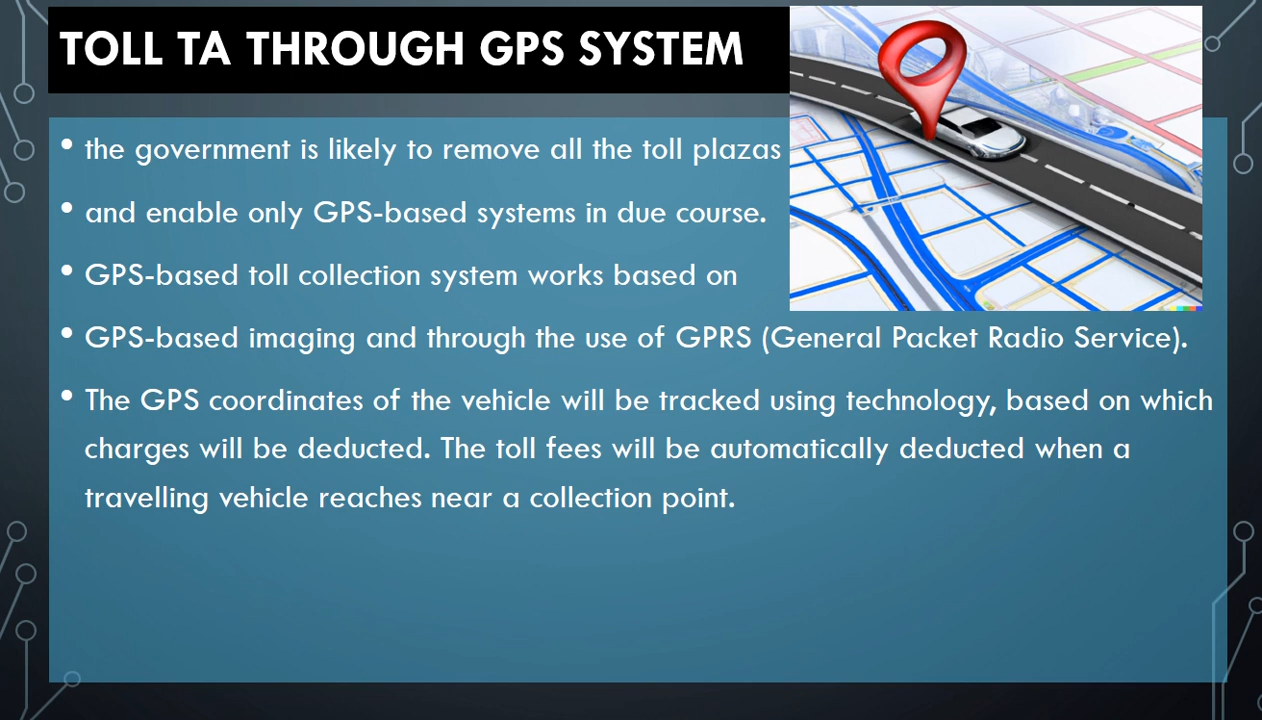 TOLL TA THROUGH GPS SYSTEM
• the government is likely to remove all the toll plazas
• and enable only GPS-based systems in due course.
• GPS-based toll collection system works based on
• GPS-based imaging and through the use of GPRS (General Packet Radio Service).
• The GPS coordinates of the vehicle will be tracked using technology, based on which
charges will be deducted. The toll fees will be automatically deducted when a
travelling vehicle reaches near a collection point.